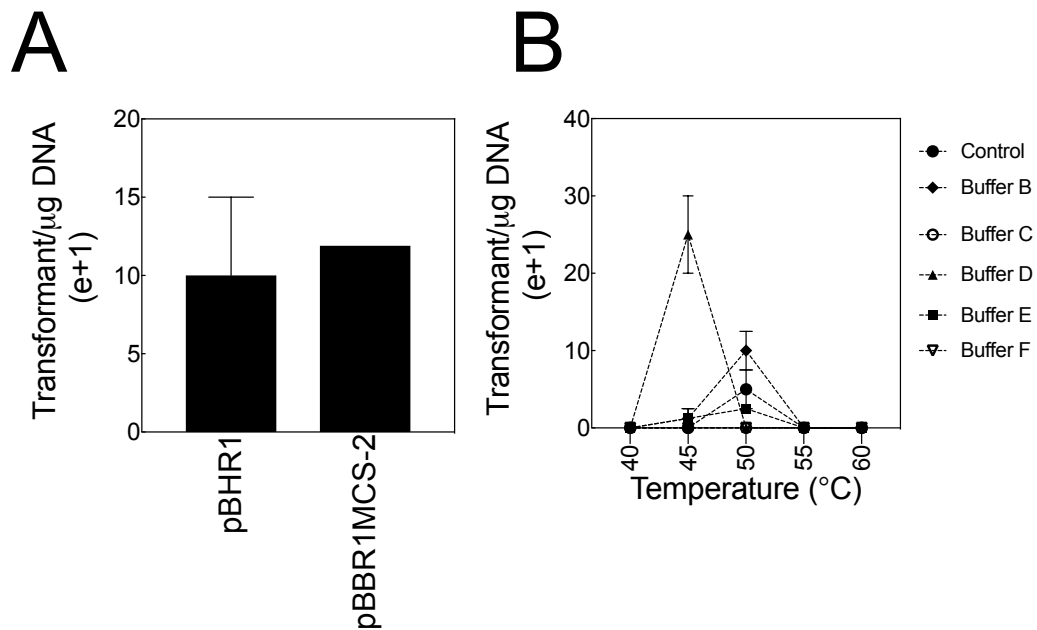 A
B
Transformant/µg DNA
(e+1)
20
15
10
5
0
pBHR1
pBBR1MCS-2
Transformant/µg DNA
(e+1)
40
30
20
10
0
40
45
50
55
60
Temperature (°C)
Control
Buffer B
Buffer C
Buffer D
Buffer E
Buffer F